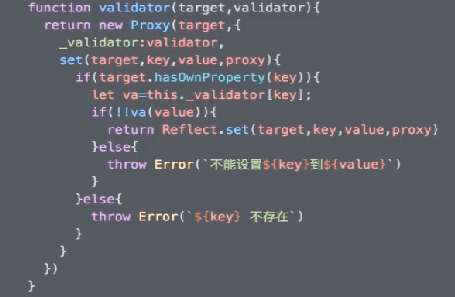 function validator(target,validator){
  return new Proxy(target,{
    _validator:validator,
    set(target,key,value,proxy){
      if(target.hasOwnProperty(key)){
        let va=this._validator[key];
        if(!!va(value)){
          return Reflect.set(target,key,value,proxy)
        }else{
          throw Error(`不能设置${key}到${value}`)
        }
      }else{
        throw Error(`${key} 不存在`)
      }
    }
  })
}